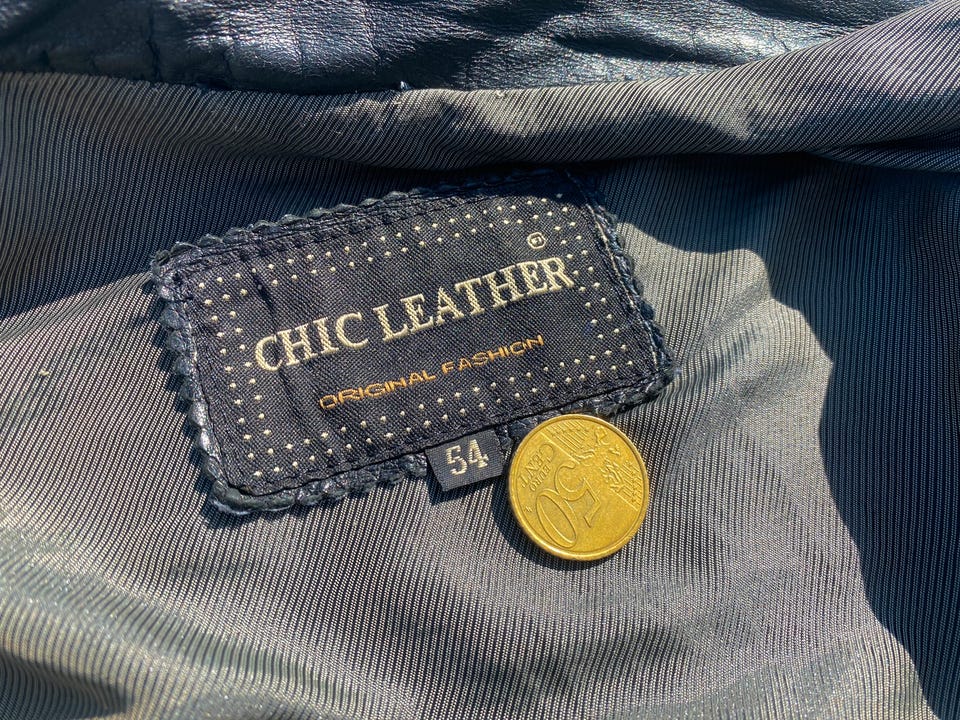 ®
CHIC LEATHER
ORIGINAL FASHION
54
50
EURO
CENT